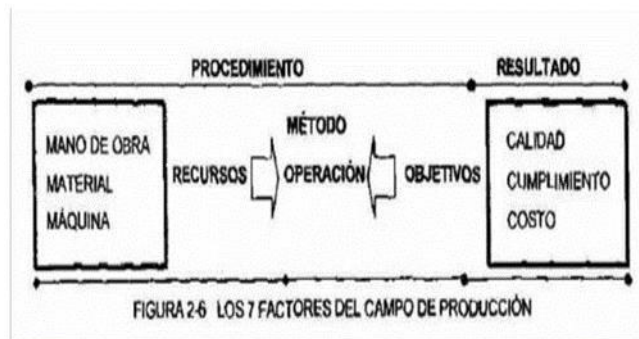 PROCEDIMIENTO
RESULTADO
MANO DE OBRA
MATERIAL
MÁQUINA
RECURSOS
MÉTODO
OPERACIÓN
OBJETIVOS
CALIDAD
CUMPLIMIENTO
COSTO
FIGURA 2-6 LOS 7 FACTORES DEL CAMPO DE PRODUCCIÓN